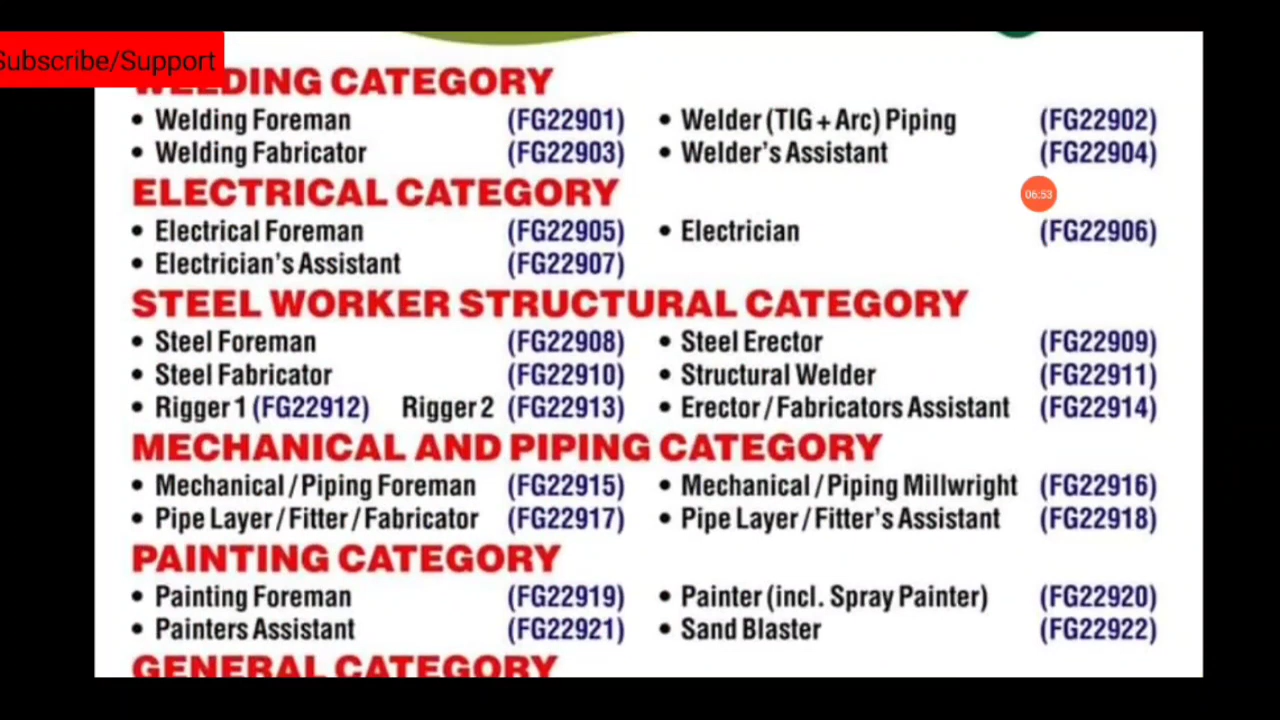 Subscribe/Support
WELDING CATEGORY
• Welding Foreman (FG22901) • Welder (TIG + Arc) Piping (FG22902)
• Welding Fabricator (FG22903) • Welder's Assistant (FG22904)
ELECTRICAL CATEGORY
06:53
• Electrical Foreman (FG22905) • Electrician (FG22906)
• Electrician's Assistant (FG22907)
STEEL WORKER STRUCTURAL CATEGORY
• Steel Foreman (FG22908) • Steel Erector (FG22909)
• Steel Fabricator (FG22910) • Structural Welder (FG22911)
• Rigger 1 (FG22912) Rigger 2 (FG22913) • Erector / Fabricators Assistant (FG22914)
MECHANICAL AND PIPING CATEGORY
• Mechanical / Piping Foreman (FG22915) • Mechanical / Piping Millwright (FG22916)
• Pipe Layer / Fitter / Fabricator (FG22917) • Pipe Layer / Fitter's Assistant (FG22918)
PAINTING CATEGORY
• Painting Foreman (FG22919) • Painter (incl. Spray Painter) (FG22920)
• Painters Assistant (FG22921) • Sand Blaster (FG22922)
GENERAL CATEGORY